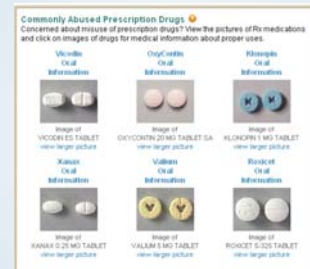 Commonly Abused Prescription Drugs
Concerned about misuse of prescription drugs? View the pictures of Rx medications
and click on images of drugs for medical information about proper uses.
Vicodin OxyContin Klonopin
Oral Oral Oral
Information Information Information
Image of Image of Image of
VICODIN ES TABLET OXYCONTIN 20 MG TABLET SA KLONOPIN 1 MG TABLET
view larger picture view larger picture view larger picture
Xanax Valium Roxicet
Oral Oral Oral
Information Information Information
Image of Image of Image of
XANAX 0.25 MG TABLET VALIUM 5 MG TABLET ROXICET 5-325 TABLET
view larger picture view larger picture view larger picture